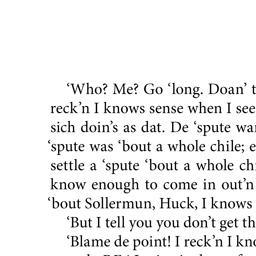 ‘Who? Me? Go ‘long. Doan’ t
reck’n I knows sense when I see
sich doin’s as dat. De ‘spute wa
‘spute was ‘bout a whole chile; e
settle a ‘spute ‘bout a whole ch
know enough to come in out’n
‘bout Sollermun, Huck, I knows
‘But I tell you you don’t get th
‘Blame de point! I reck’n I kno